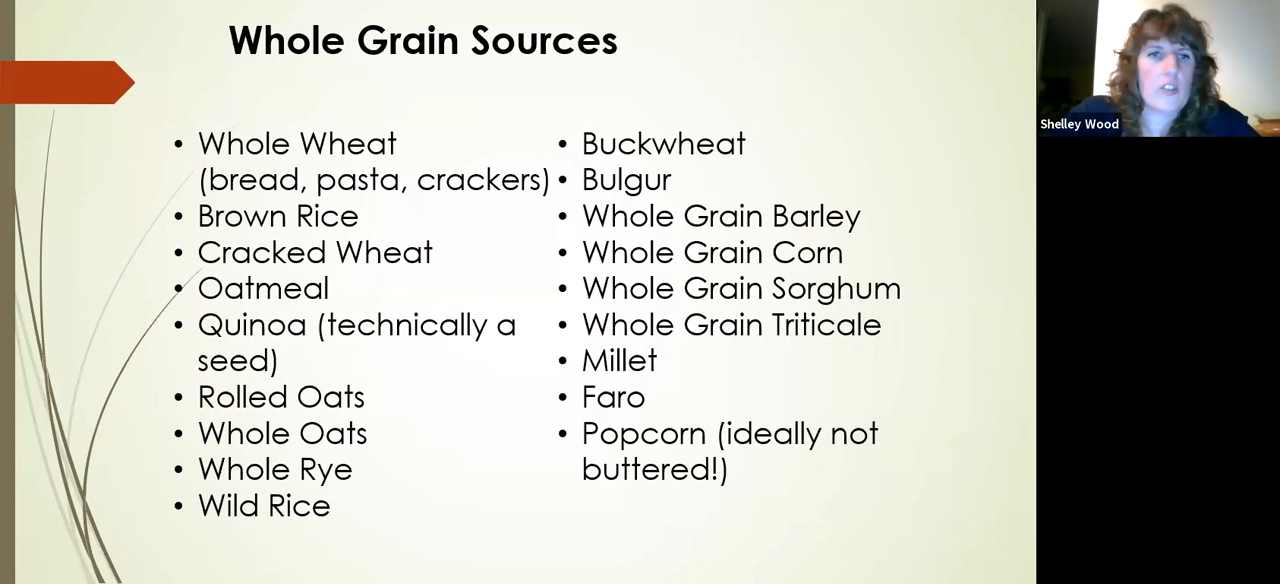 Whole Grain Sources
• Whole Wheat
(bread, pasta, crackers)
• Brown Rice
• Cracked Wheat
• Oatmeal
• Quinoa (technically a
seed)
• Rolled Oats
• Whole Oats
• Whole Rye
• Wild Rice
• Buckwheat
• Bulgur
• Whole Grain Barley
• Whole Grain Corn
• Whole Grain Sorghum
• Whole Grain Triticale
• Millet
• Faro
• Popcorn (ideally not
buttered!)
Shelley Wood